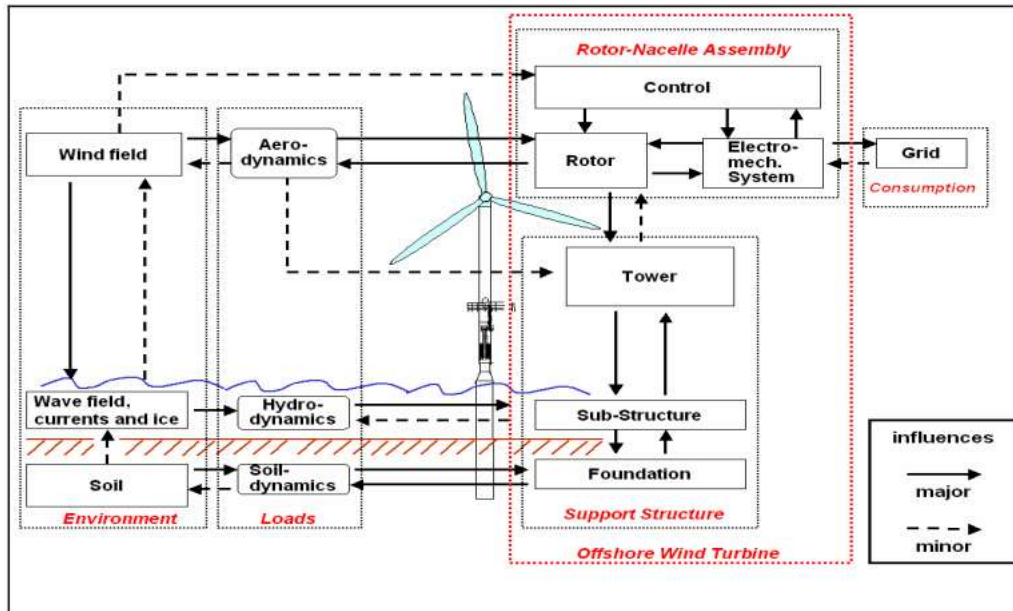 Rotor-Nacelle Assembly
Control
Wind field
Aero-
dynamics
Rotor
Electro-
mech.
System
Grid
Consumption
Tower
Wave field,
currents and ice
Hydro-
dynamics
Sub-Structure
Soil
Soil-
dynamics
Foundation
Environment
Loads
Support Structure
Offshore Wind Turbine
influences
major
minor